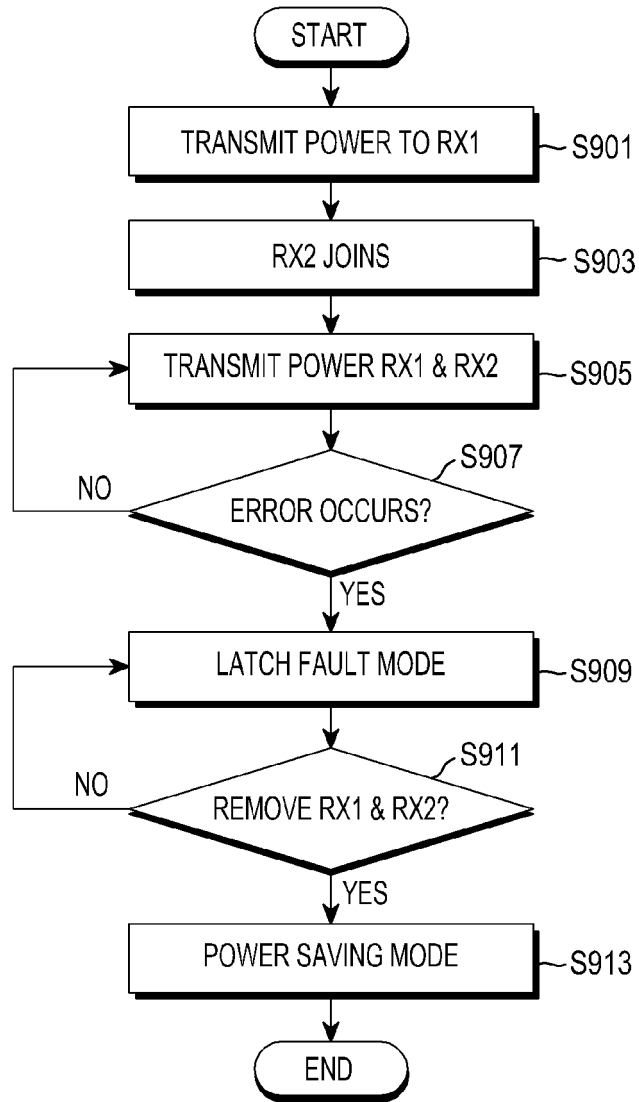 START
TRANSMIT POWER TO RX1
S901
RX2 JOINS
S903
TRANSMIT POWER RX1 & RX2
S905
S907
NO
ERROR OCCURS?
YES
LATCH FAULT MODE
S909
S911
NO
REMOVE RX1 & RX2?
YES
POWER SAVING MODE
S913
END